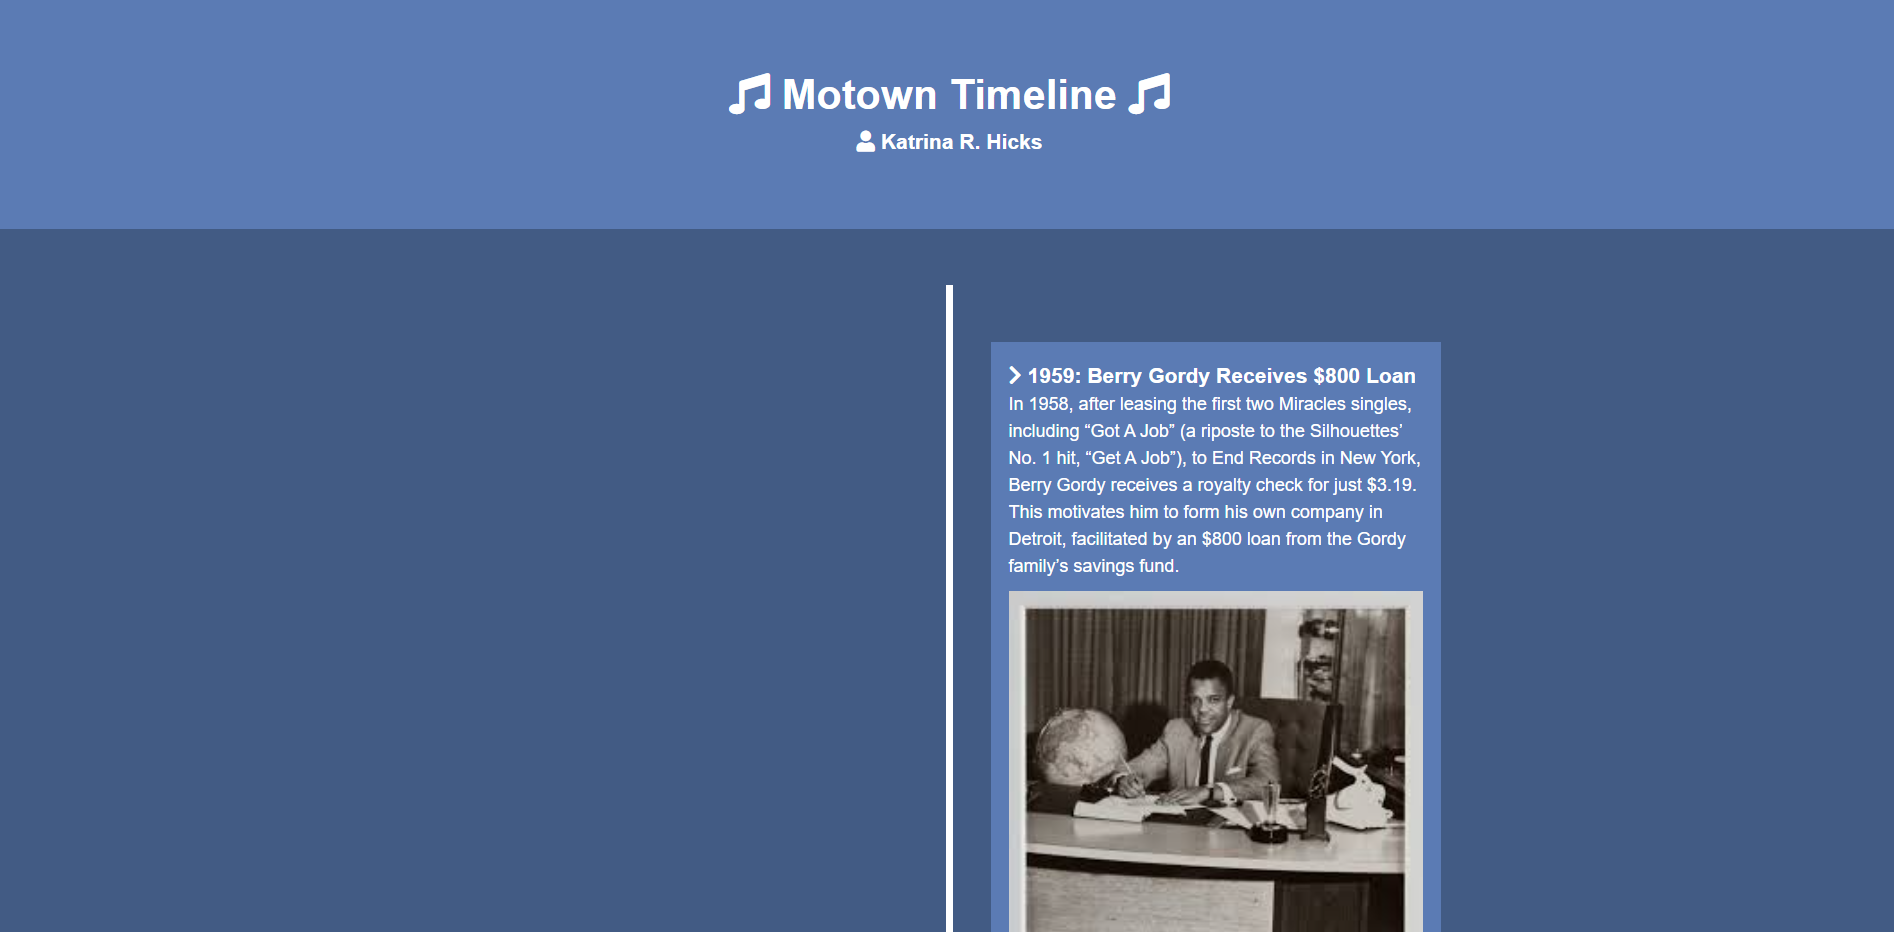 Motown Timeline
Katrina R. Hicks
1959: Berry Gordy Receives $800 Loan
In 1958, after leasing the first two Miracles singles,
including “Got A Job” (a riposte to the Silhouettes’
No. 1 hit, “Get A Job”), to End Records in New York,
Berry Gordy receives a royalty check for just $3.19.
This motivates him to form his own company in
Detroit, facilitated by an $800 loan from the Gordy
family’s savings fund.